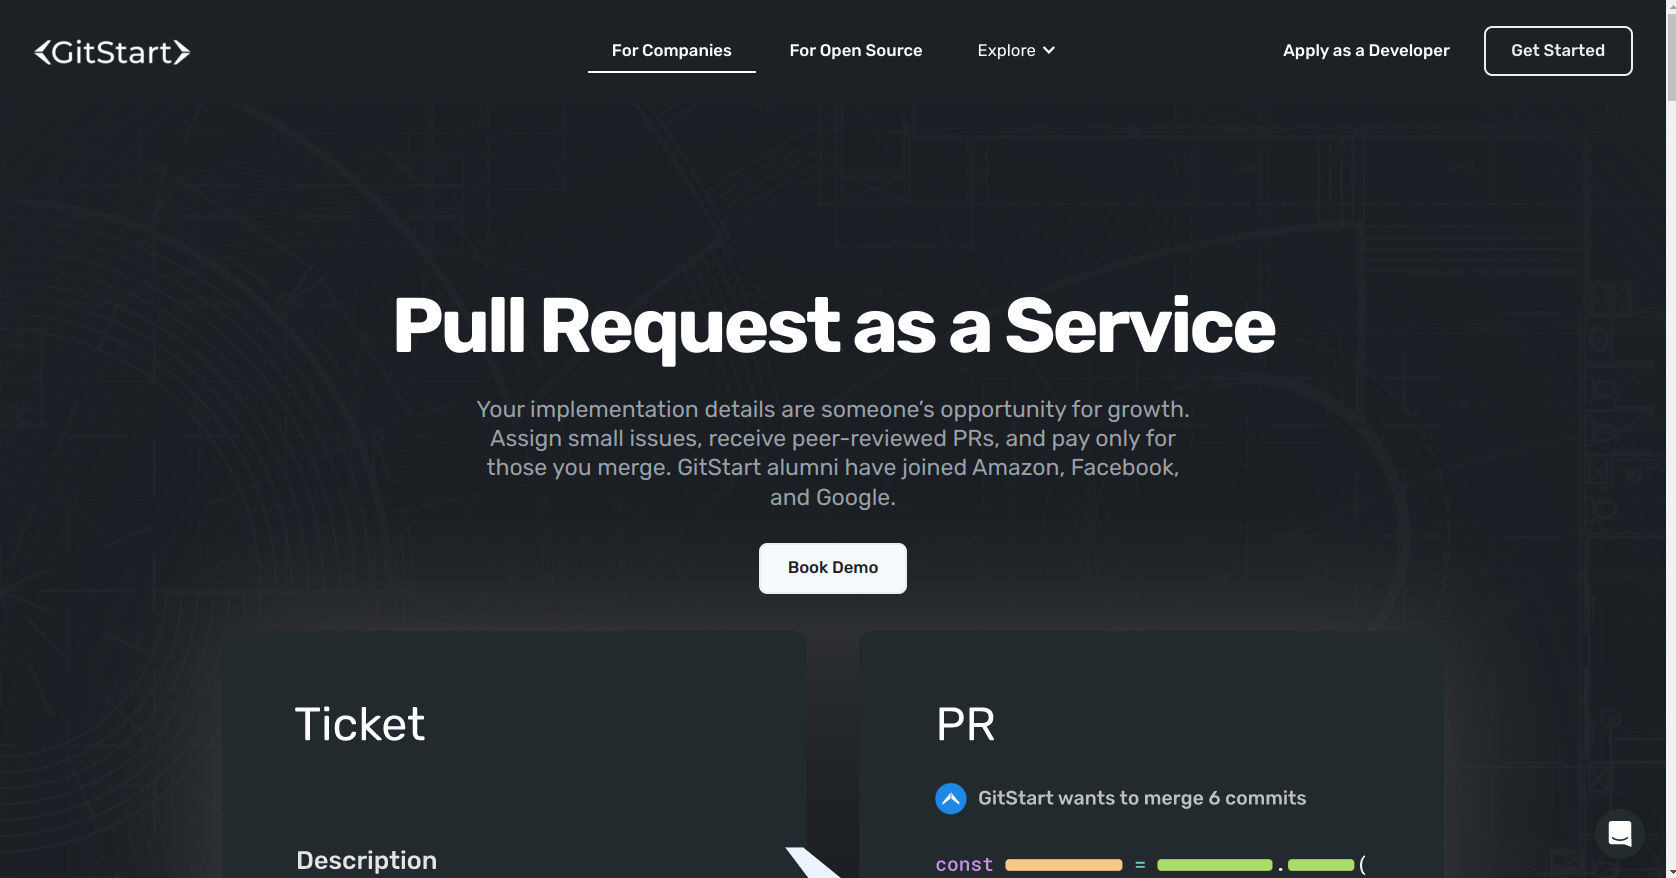 <GitStart>
For Companies
For Open Source
Explore
Apply as a Developer
Get Started
Pull Request as a Service
Your implementation details are someone’s opportunity for growth.
Assign small issues, receive peer-reviewed PRs, and pay only for
those you merge. GitStart alumni have joined Amazon, Facebook,
and Google.
Book Demo
Ticket
Description
PR
GitStart wants to merge 6 commits
const = . (